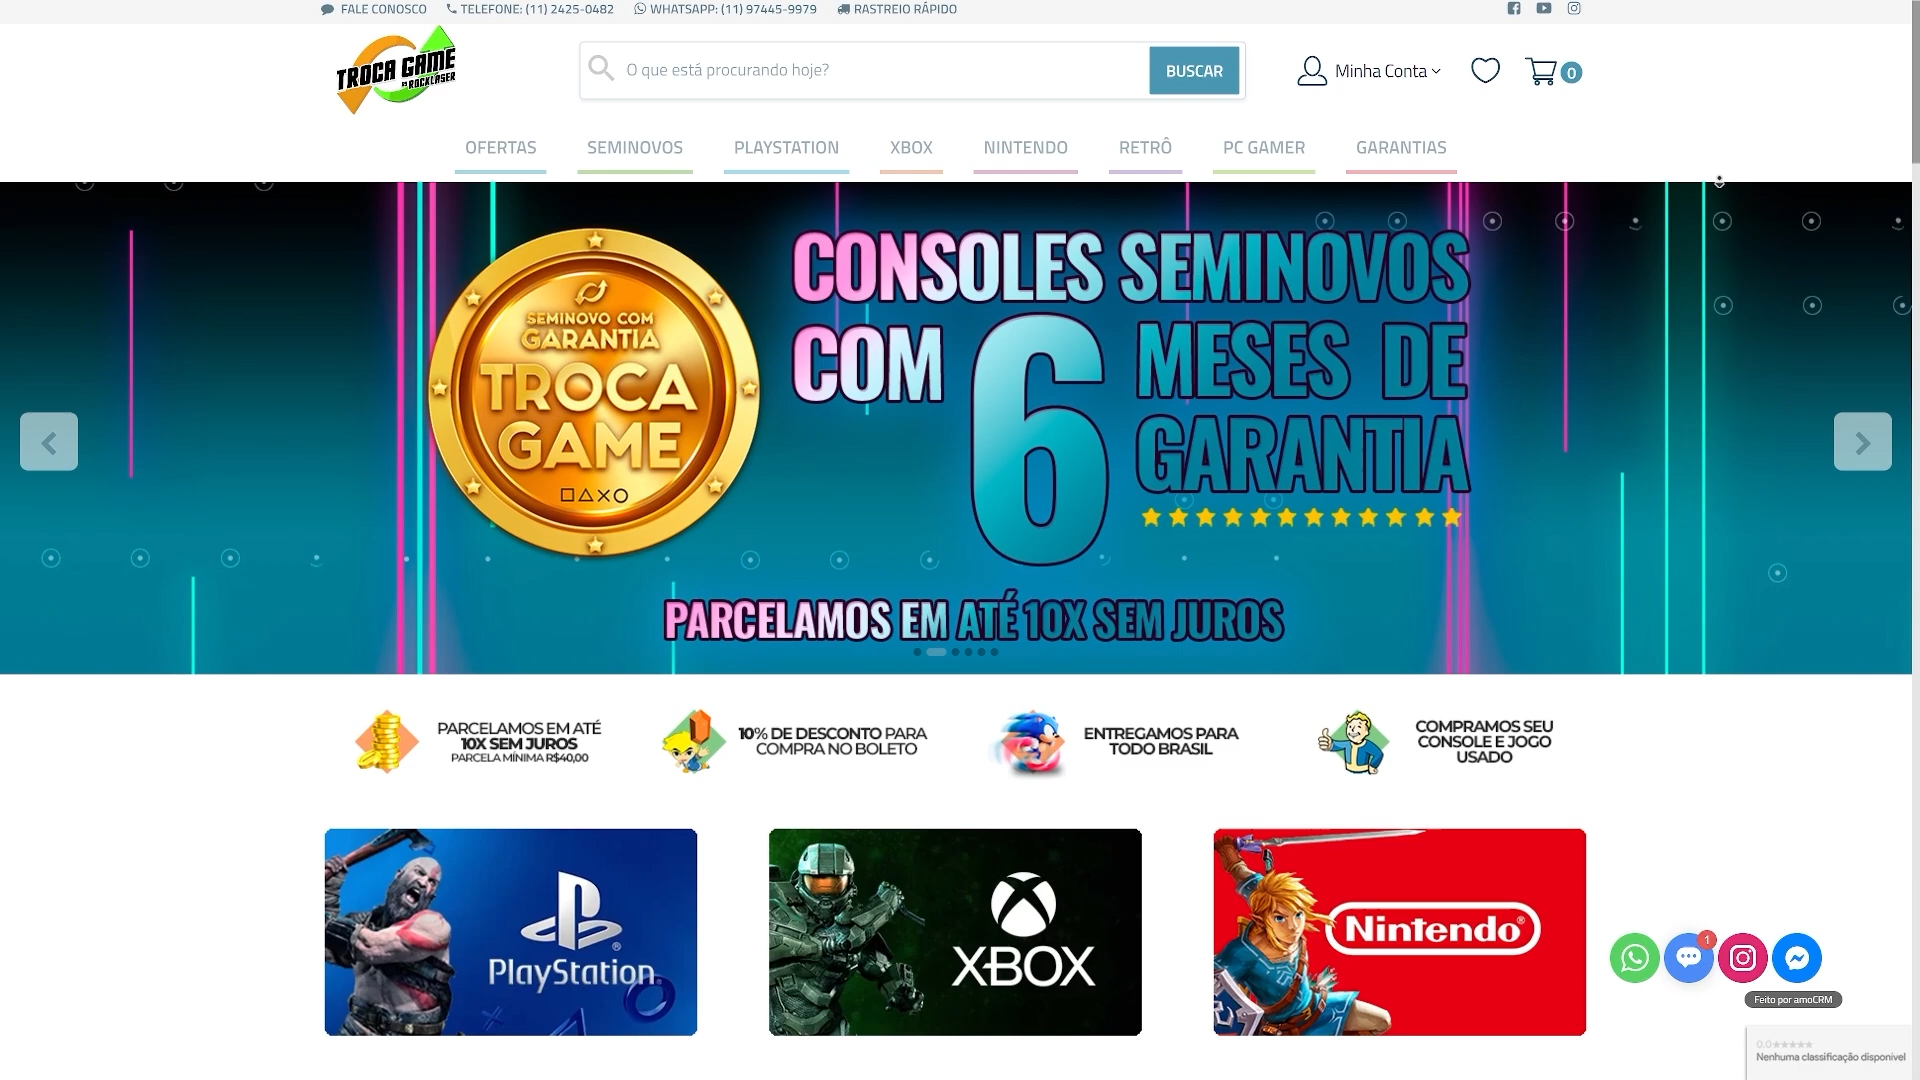 FALE CONOSCO TELEFONE: (11) 2425-0482 WHATSAPP: (11) 97445-9979 RASTREIO RÁPIDO
TROCA GAME
BY ROCKLASER
O que está procurando hoje?
BUSCAR
Minha Conta
0
OFERTAS SEMINOVOS PLAYSTATION XBOX NINTENDO RETRÔ PC GAMER GARANTIAS
SEMINOVO COM
GARANTIA
TROCA
GAME
CONSOLES SEMINOVOS
COM 6 MESES DE
GARANTIA
PARCELAMOS EM ATÉ 10X SEM JUROS
PARCELAMOS EM ATÉ
10X SEM JUROS
PARCELA MÍNIMA R$40,00
10% DE DESCONTO PARA
COMPRA NO BOLETO
ENTREGAMOS PARA
TODO BRASIL
COMPRAMOS SEU
CONSOLE E JOGO
USADO
PlayStation®
XBOX
Nintendo®
1
Feito por amoCRM
0.0
Nenhuma classificação disponível